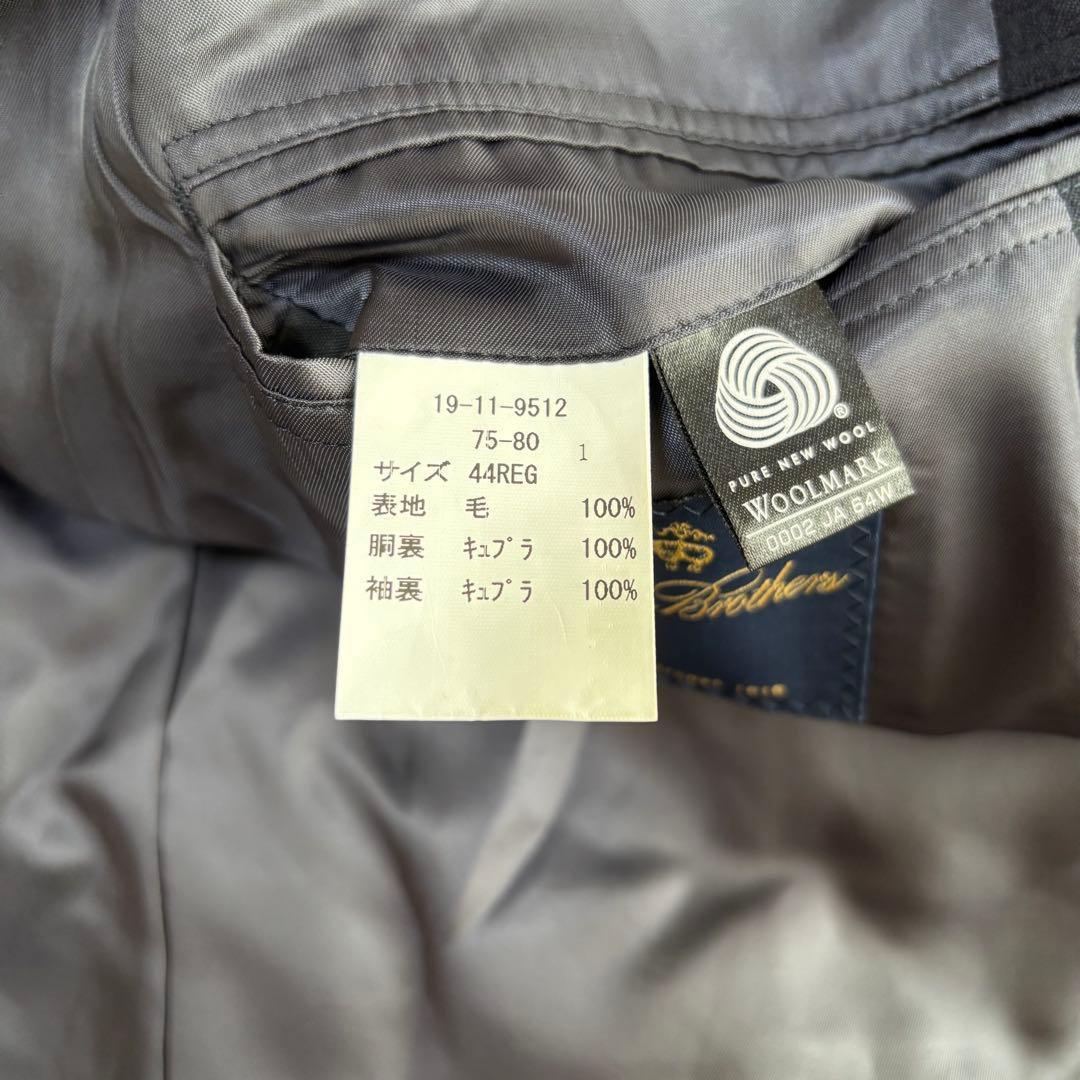 19-11-9512
75-80
1
サイズ 44REG
表地 毛 100%
胴裏 ｷｭﾌﾟﾗ 100%
袖裏 ｷｭﾌﾟﾗ 100%
®
PURE NEW WOOL
WOOLMARK
0002 JA 64W
Brothers